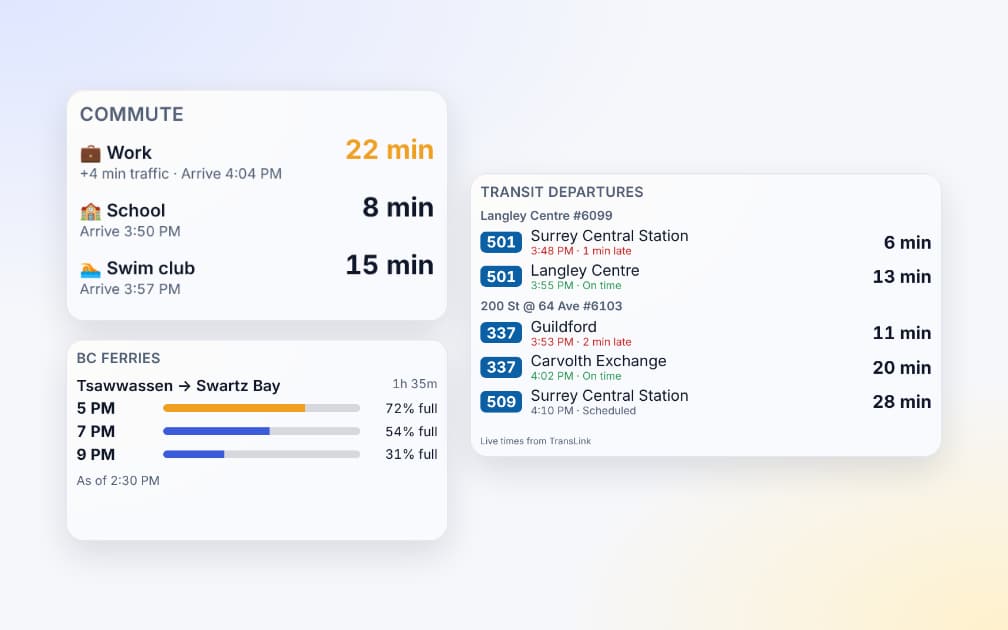 COMMUTE
💼 Work 22 min
+4 min traffic · Arrive 4:04 PM
🏫 School 8 min
Arrive 3:50 PM
🏊 Swim club 15 min
Arrive 3:57 PM
BC FERRIES
Tsawwassen → Swartz Bay 1h 35m
5 PM 72% full
7 PM 54% full
9 PM 31% full
As of 2:30 PM
TRANSIT DEPARTURES
Langley Centre #6099
501 Surrey Central Station 6 min
3:48 PM · 1 min late
501 Langley Centre 13 min
3:55 PM · On time
200 St @ 64 Ave #6103
337 Guildford 11 min
3:53 PM · 2 min late
337 Carvolth Exchange 20 min
4:02 PM · On time
509 Surrey Central Station 28 min
4:10 PM · Scheduled
Live times from TransLink